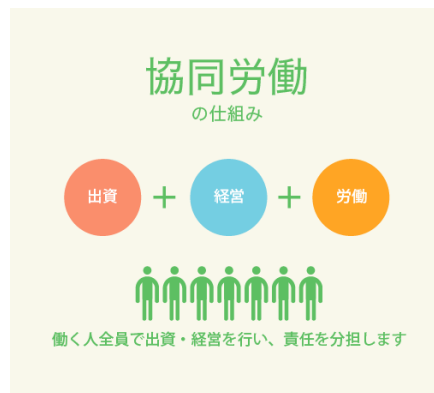 協同労働
の仕組み
出資 + 経営 + 労働
働く人全員で出資・経営を行い、責任を分担します